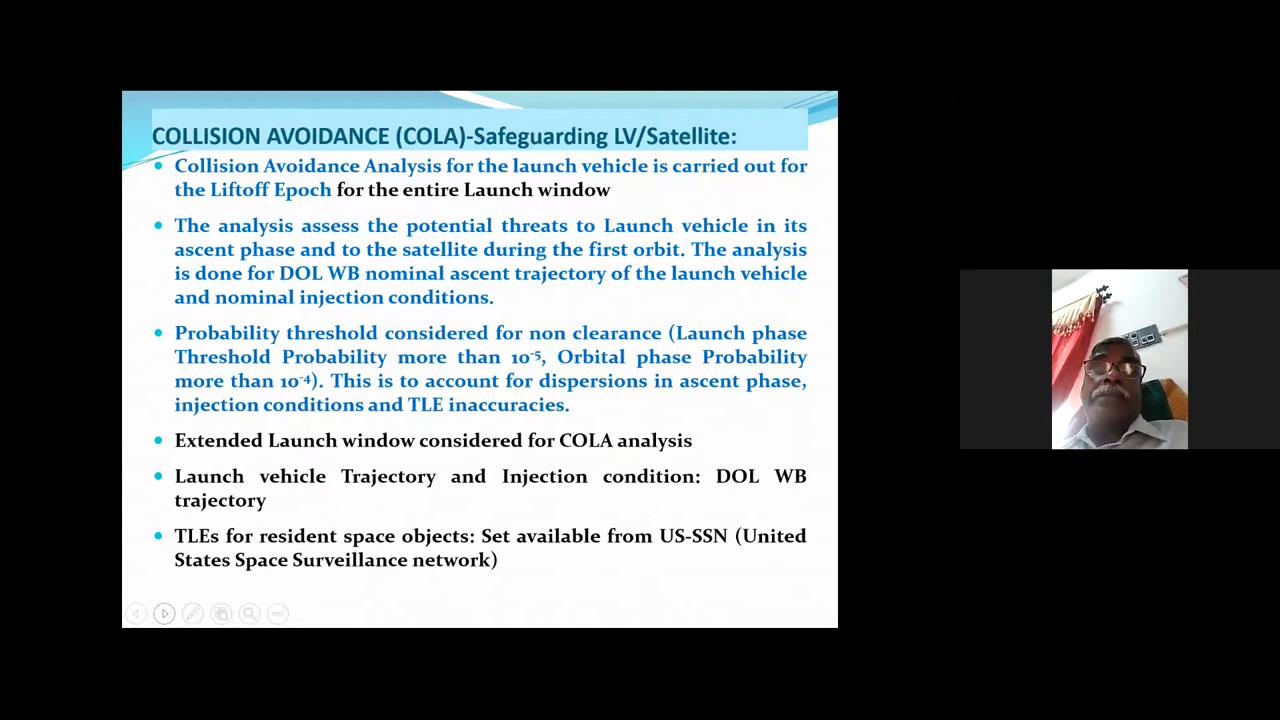 COLLISION AVOIDANCE (COLA)-Safeguarding LV/Satellite:
• Collision Avoidance Analysis for the launch vehicle is carried out for
the Liftoff Epoch for the entire Launch window
• The analysis assess the potential threats to Launch vehicle in its
ascent phase and to the satellite during the first orbit. The analysis
is done for DOL WB nominal ascent trajectory of the launch vehicle
and nominal injection conditions.
• Probability threshold considered for non clearance (Launch phase
Threshold Probability more than 10⁻⁵, Orbital phase Probability
more than 10⁻⁴). This is to account for dispersions in ascent phase,
injection conditions and TLE inaccuracies.
• Extended Launch window considered for COLA analysis
• Launch vehicle Trajectory and Injection condition: DOL WB
trajectory
• TLEs for resident space objects: Set available from US-SSN (United
States Space Surveillance network)